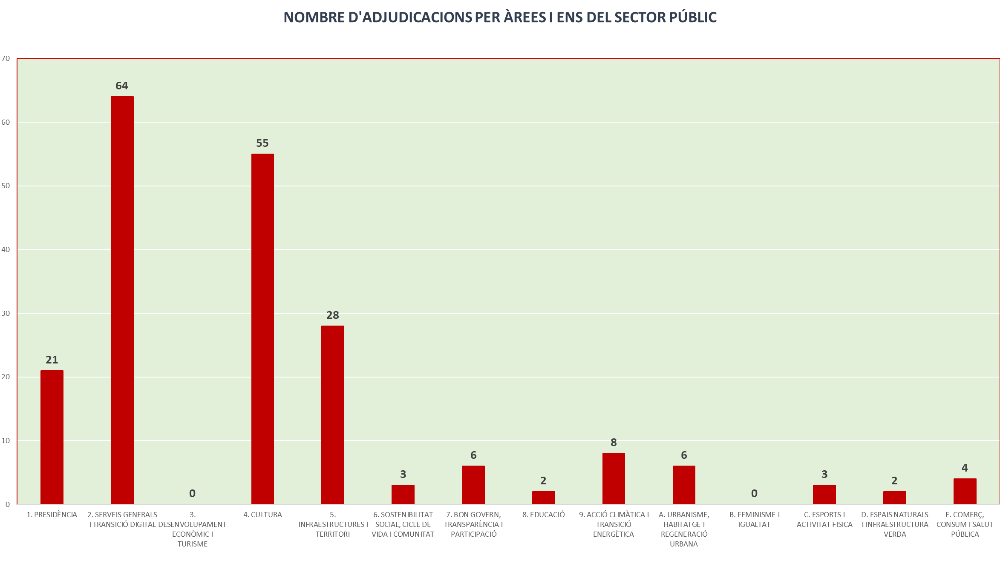 NOMBRE D'ADJUDICACIONS PER ÀREES I ENS DEL SECTOR PÚBLIC
70
60
50
40
30
20
10
0
21
64
0
55
28
3
6
2
8
6
0
3
2
4
1. PRESIDÈNCIA
2. SERVEIS GENERALS
I TRANSICIÓ DIGITAL
3.
DESENVOLUPAMENT
ECONÒMIC I
TURISME
4. CULTURA
5.
INFRAESTRUCTURES I
TERRITORI
6. SOSTENIBILITAT
SOCIAL, CICLE DE
VIDA I COMUNITAT
7. BON GOVERN,
TRANSPARÈNCIA I
PARTICIPACIÓ
8. EDUCACIÓ
9. ACCIÓ CLIMÀTICA I
TRANSICIÓ
ENERGÈTICA
A. URBANISME,
HABITATGE I
REGENERACIÓ
URBANA
B. FEMINISME I
IGUALTAT
C. ESPORTS I
ACTIVITAT FISICA
D. ESPAIS NATURALS
I INFRAESTRUCTURA
VERDA
E. COMERÇ,
CONSUM I SALUT
PÚBLICA